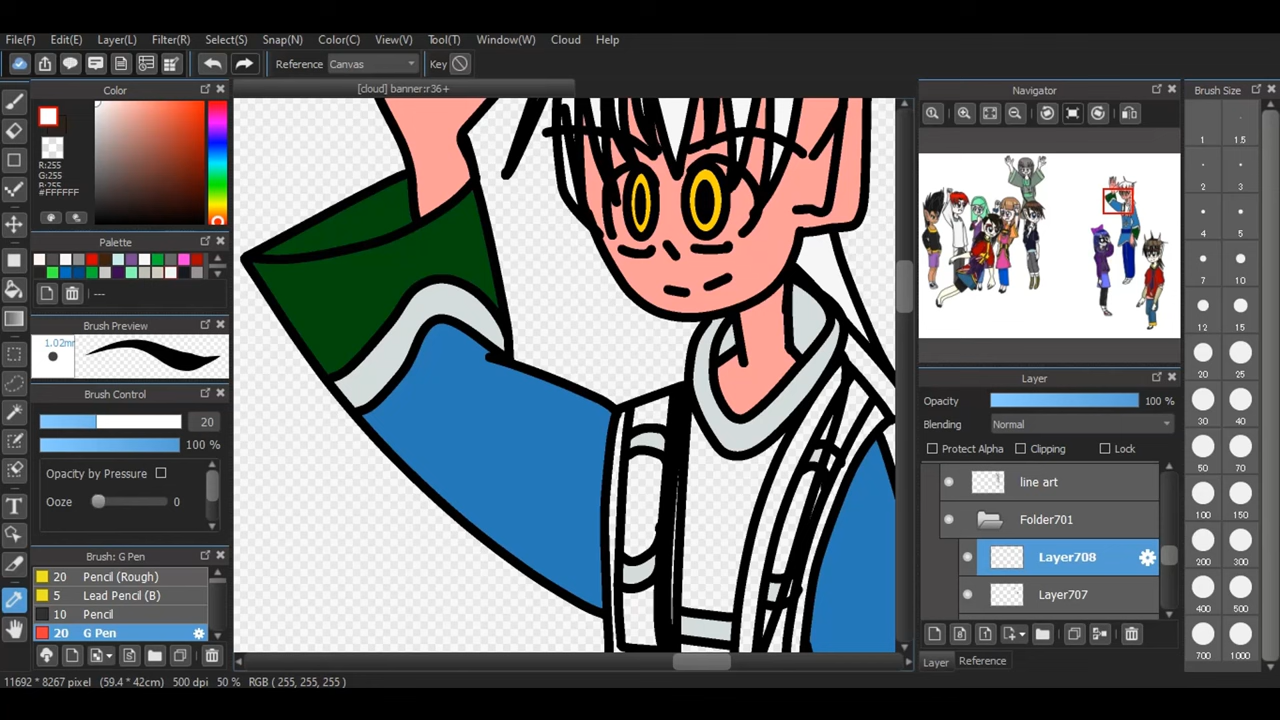 File(F) Edit(E) Layer(L) Filter(R) Select(S) Snap(N) Color(C) View(V) Tool(T) Window(W) Cloud Help
Reference Canvas Key
Color
[cloud] banner:r36+
Navigator
Brush Size
R:255
G:255
B:255
#FFFFFF
Palette
---
Brush Preview
1.02mm
Brush Control
20
100 %
Opacity by Pressure
Ooze 0
Brush: G Pen
20 Pencil (Rough)
5 Lead Pencil (B)
10 Pencil
20 G Pen
1 1.5
2 3
4 5
7 10
12 15
20 25
30 40
50 70
100 150
200 300
400 500
700 1000
Layer
Opacity 100 %
Blending Normal
Protect Alpha Clipping Lock
line art
Folder701
Layer708
Layer707
Layer Reference
11692 * 8267 pixel (59.4 * 42cm) 500 dpi 50 % RGB ( 255, 255, 255 )